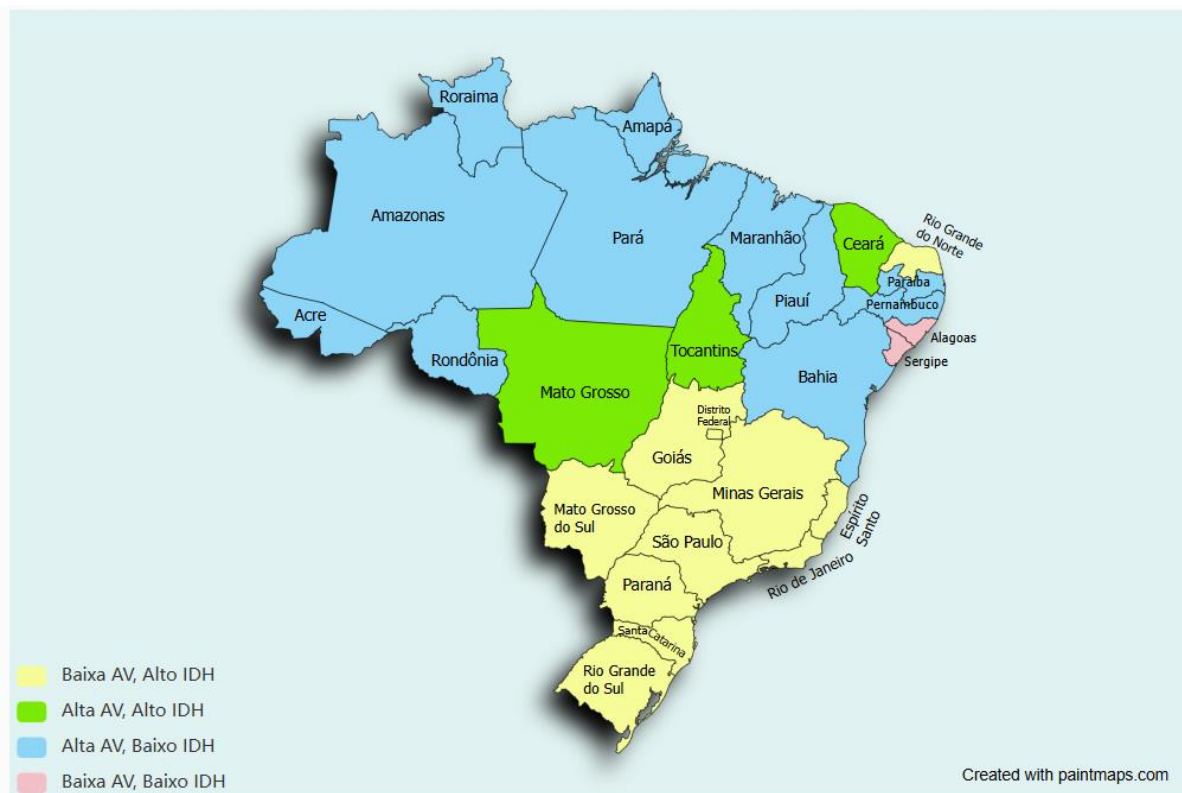 Roraima
Amapá
Amazonas
Pará
Maranhão
Ceará
Rio Grande
do Norte
Paraíba
Pernambuco
Piauí
Acre
Rondônia
Tocantins
Alagoas
Sergipe
Mato Grosso
Bahia
Distrito
Federal
Goiás
Minas Gerais
Mato Grosso
do Sul
Espírito
Santo
São Paulo
Rio de Janeiro
Paraná
Santa Catarina
Rio Grande
do Sul
Baixa AV, Alto IDH
Alta AV, Alto IDH
Alta AV, Baixo IDH
Baixa AV, Baixo IDH
Created with paintmaps.com